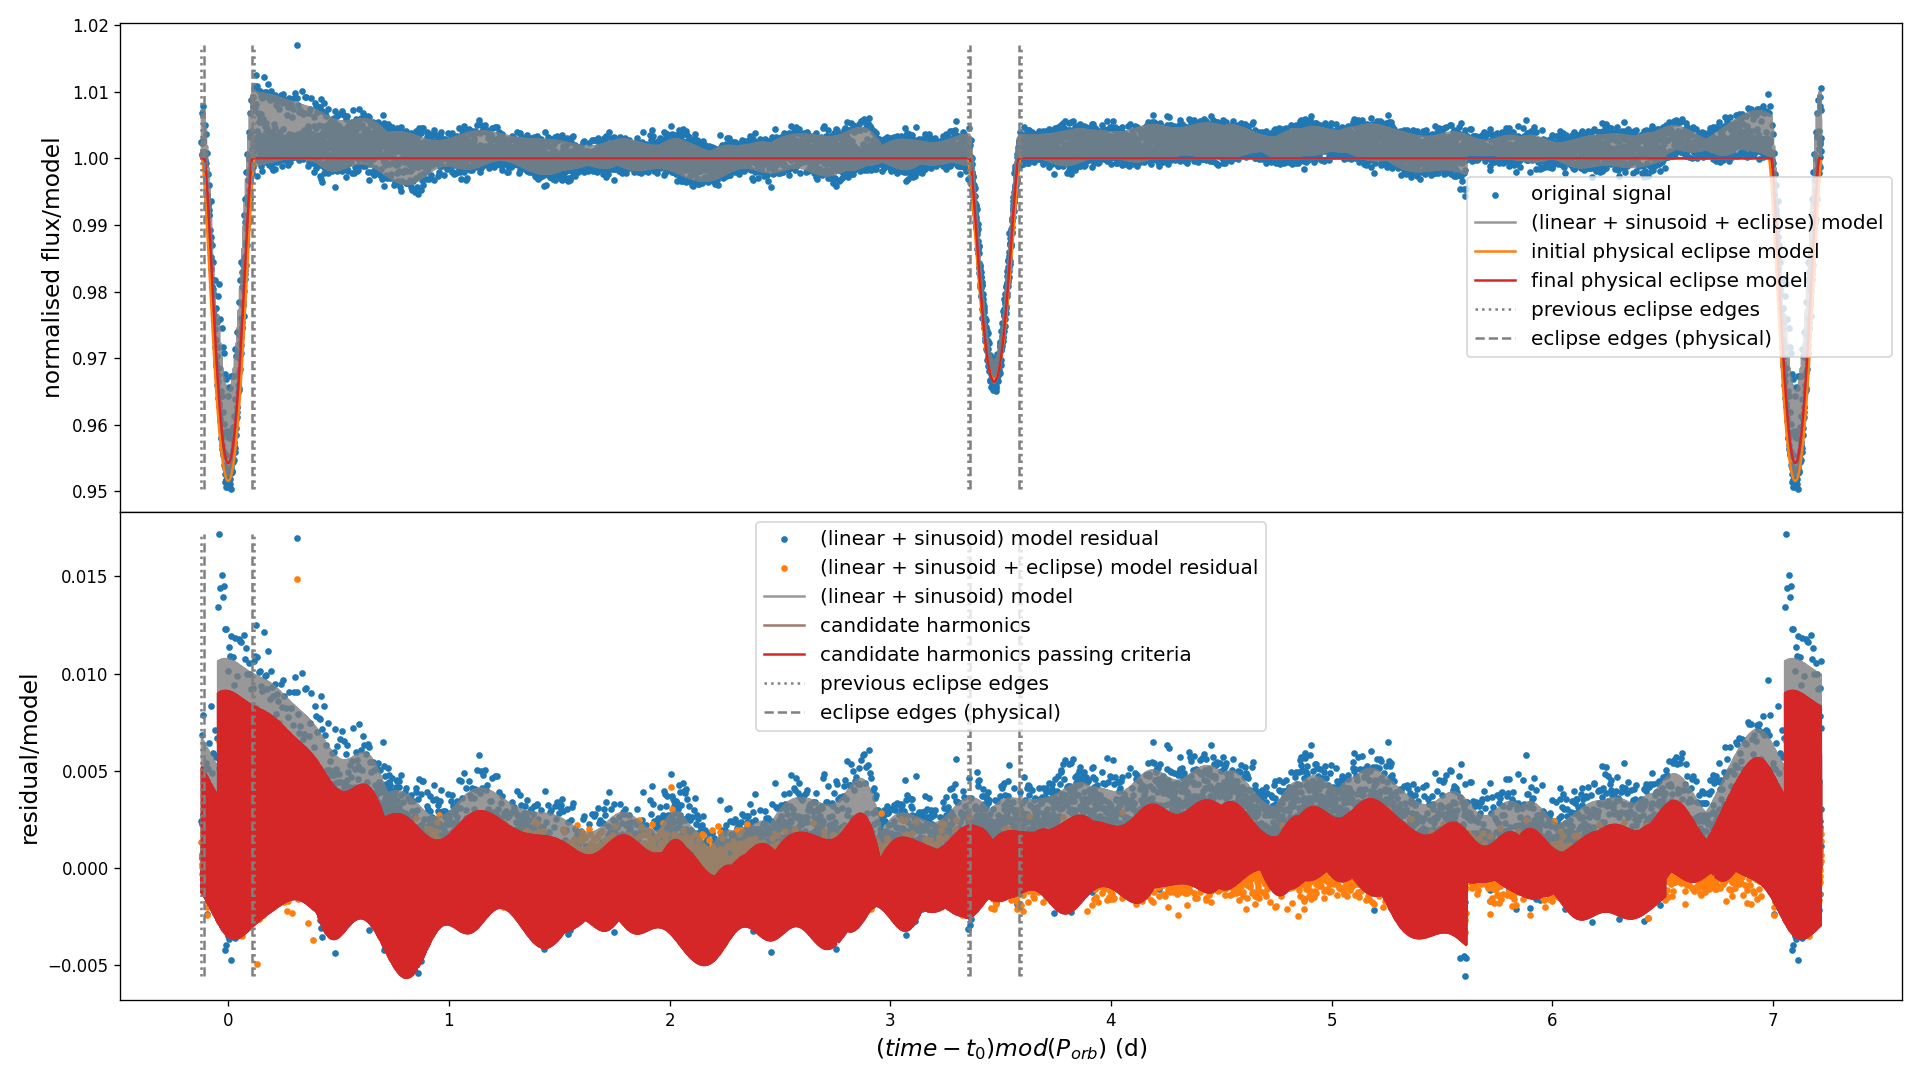 1.02
1.01
1.00
0.99
0.98
0.97
0.96
0.95
normalised flux/model
original signal
(linear + sinusoid + eclipse) model
initial physical eclipse model
final physical eclipse model
previous eclipse edges
eclipse edges (physical)
0.015
0.010
0.005
0.000
−0.005
residual/model
(linear + sinusoid) model residual
(linear + sinusoid + eclipse) model residual
(linear + sinusoid) model
candidate harmonics
candidate harmonics passing criteria
previous eclipse edges
eclipse edges (physical)
0 1 2 3 4 5 6 7
(time − t₀)mod(P_orb) (d)